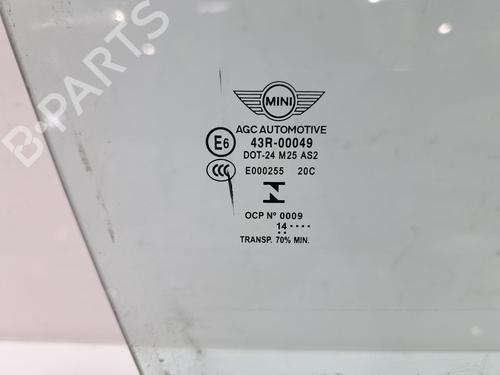 MINI
AGC AUTOMOTIVE
E6 43R-00049
DOT-24 M25 AS2
CCC E000255 20C
N
OCP Nº 0009
14 ....
..
TRANSP. 70% MIN.
B-PARTS